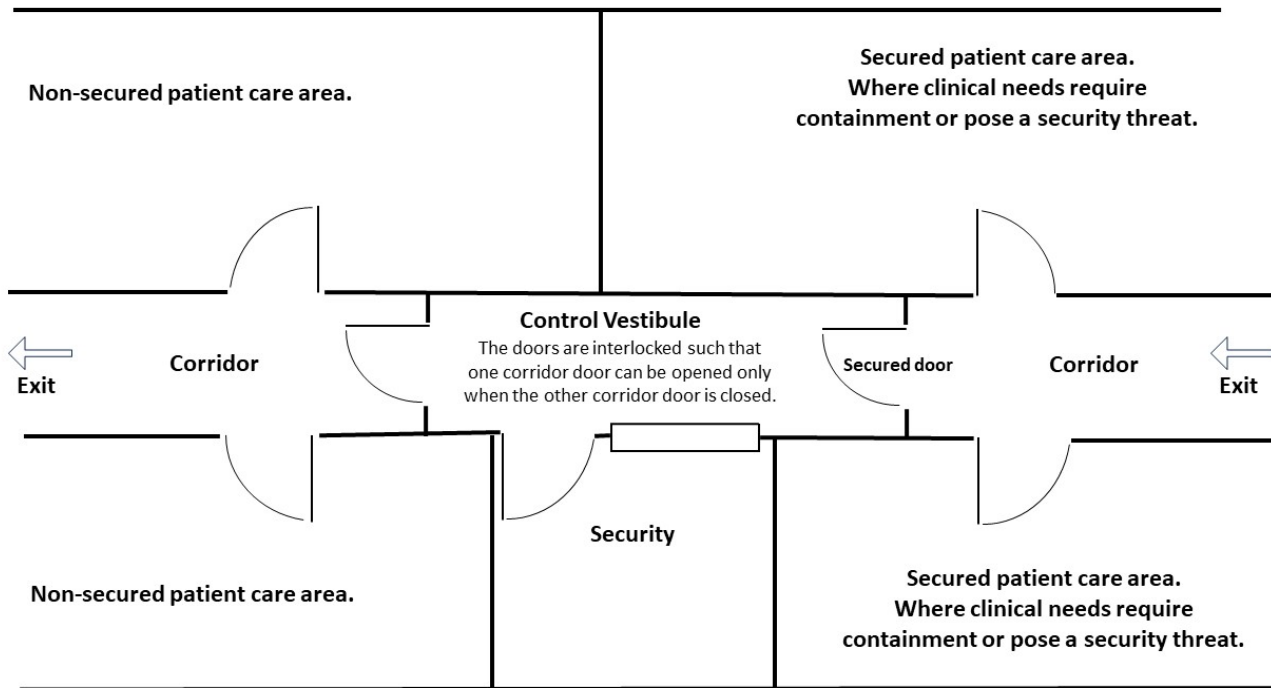 Non-secured patient care area.
Secured patient care area.
Where clinical needs require
containment or pose a security threat.
Exit
Corridor
Control Vestibule
The doors are interlocked such that
one corridor door can be opened only
when the other corridor door is closed.
Secured door
Corridor
Exit
Security
Non-secured patient care area.
Secured patient care area.
Where clinical needs require
containment or pose a security threat.